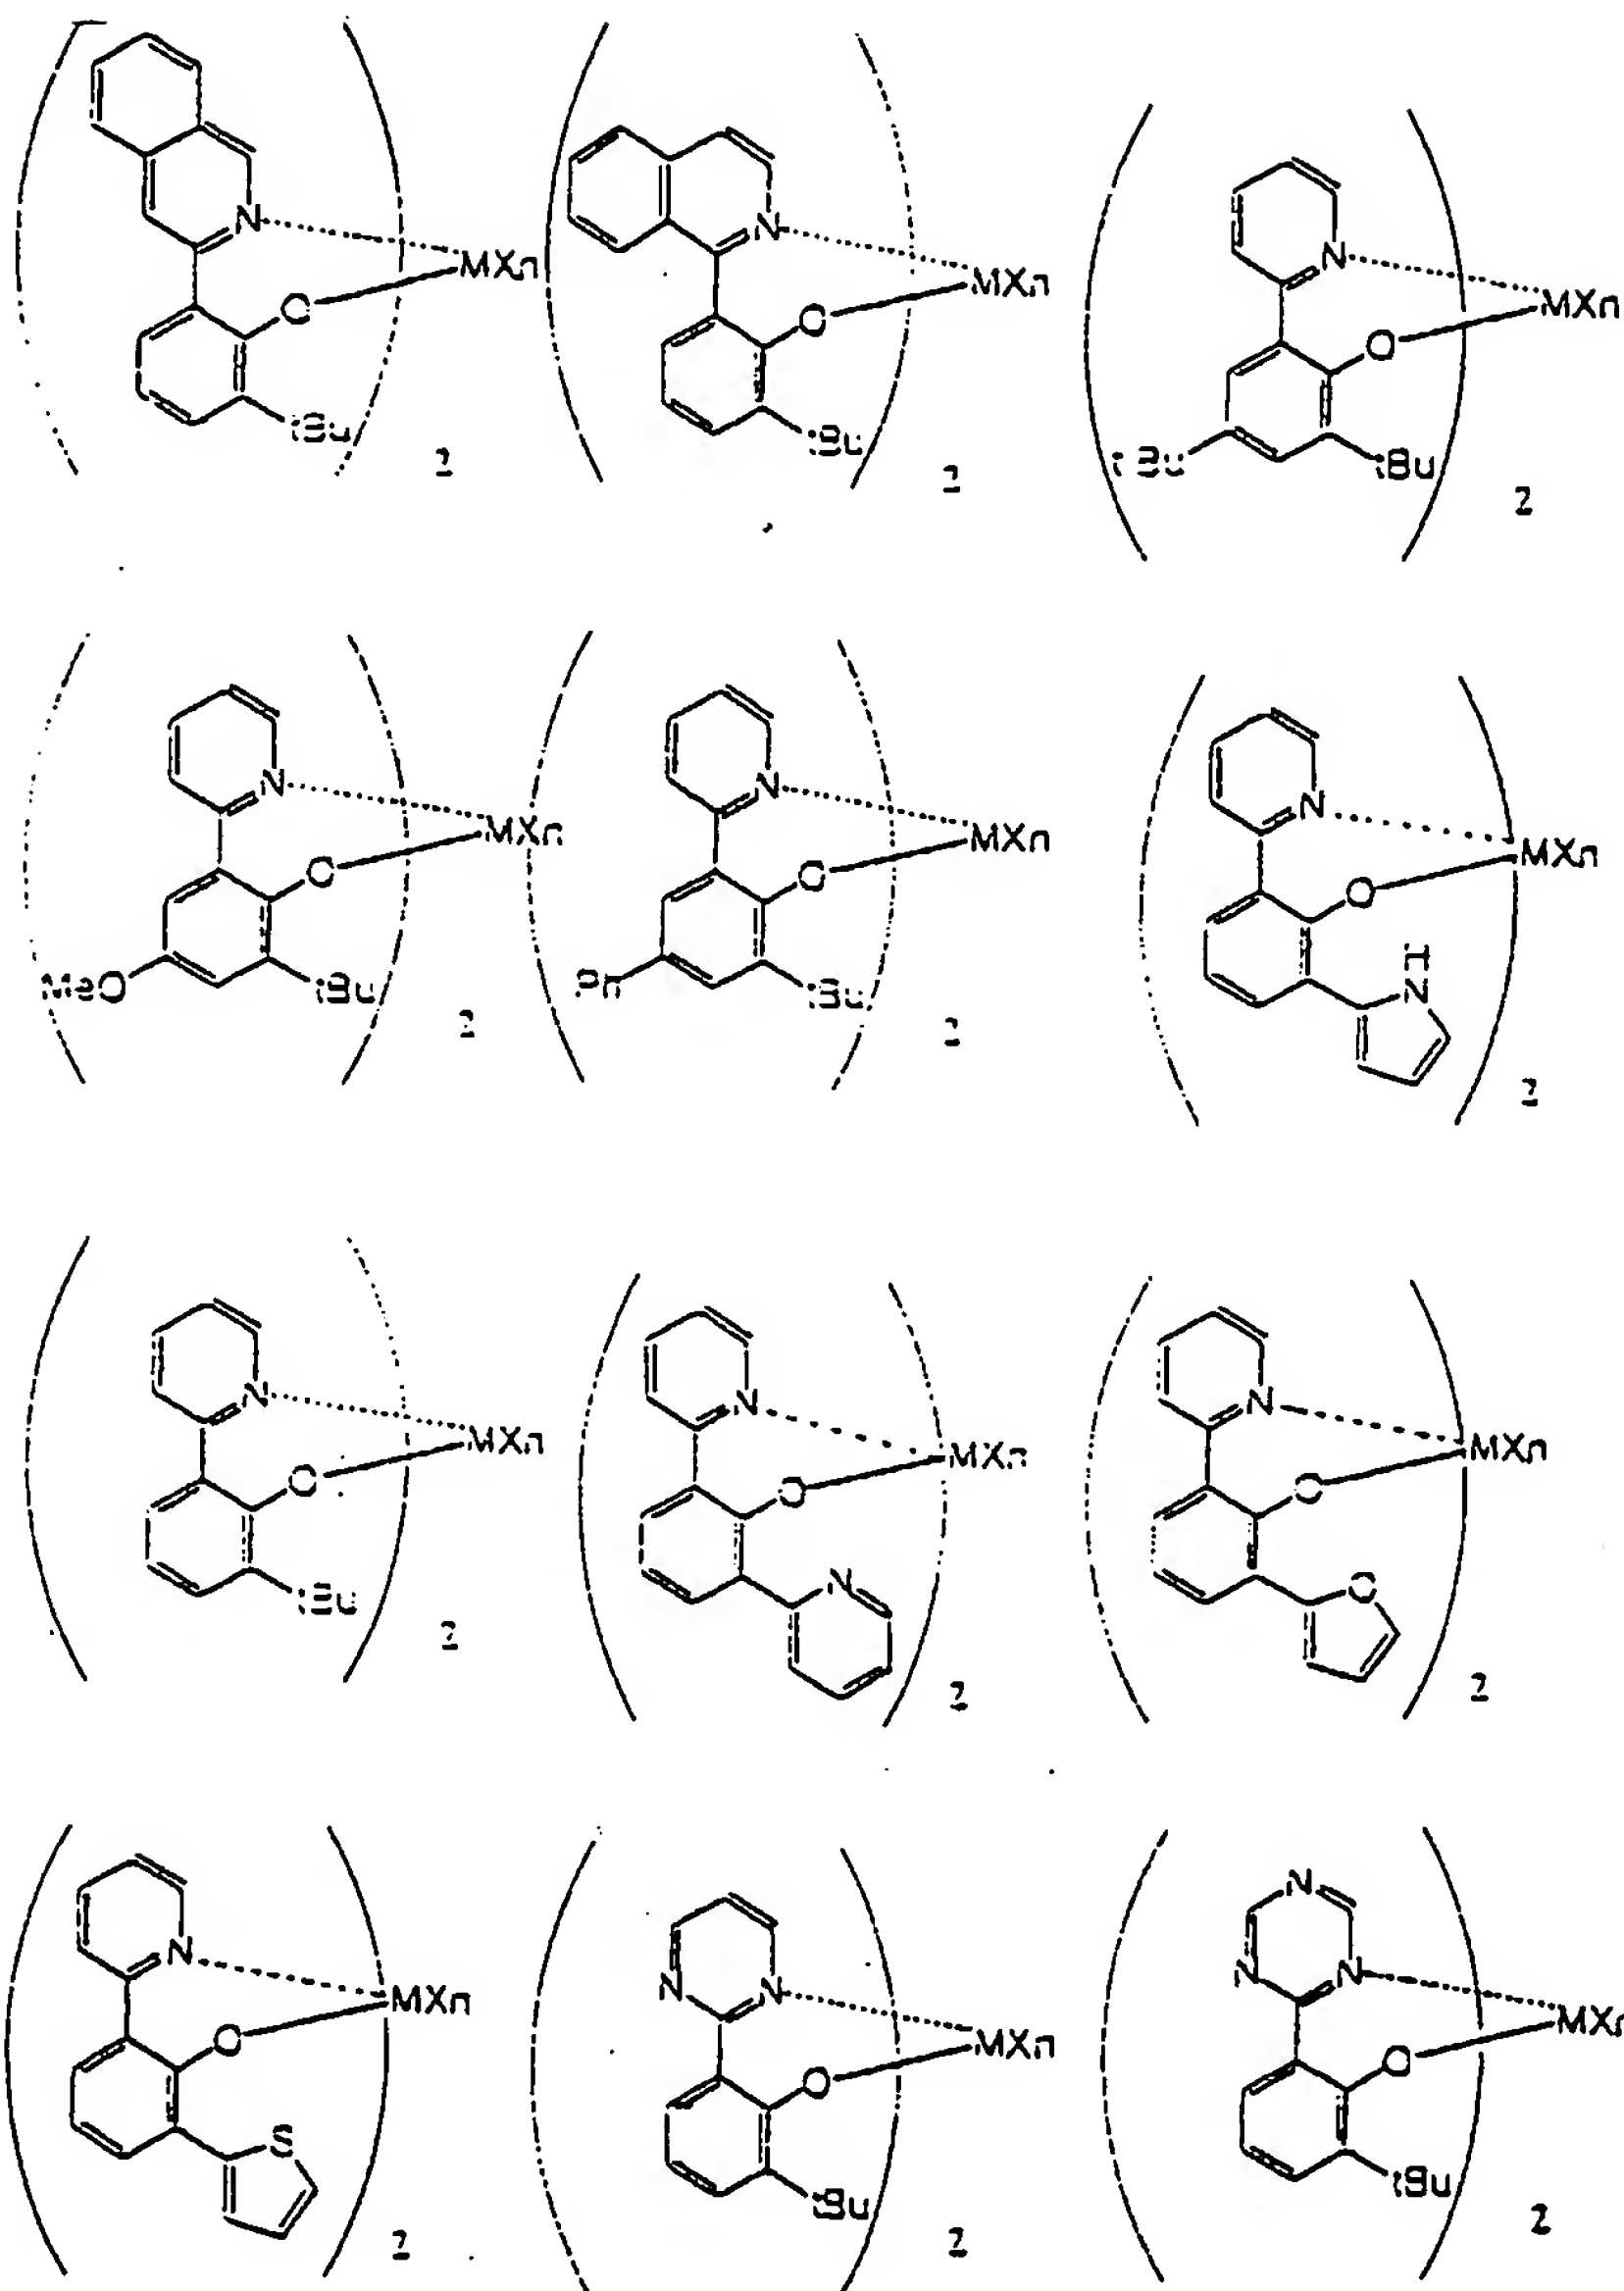 N MXn N MXn N MXn
O O O
tBu 2 tBu 2 tBu tBu 2
N MXn N MXn N MXn
O O O
MeO tBu 2 Ph tBu 2 H N 2
N MXn N MXn N MXn
O O O
tBu 2 N 2 O 2
N MXn N N MXn N N N MXn
O O O
S 2 tBu 2 tBu 2